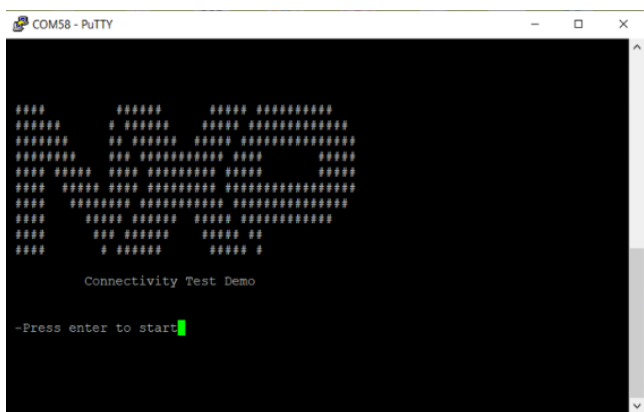 COM58 - PuTTY
####         ######      ##### ##########
######      # ######    ##### #############
#######     ## ######  ##### ###############
########    ### ############ ####       #####
#### #####  #### ######### #####        #####
####  ##### #### ######### #################
####   ######## ########### ###############
####     ##### ######  ##### ############
####      ### ######    ##### ##
####       # ######      ##### #
Connectivity Test Demo
-Press enter to start